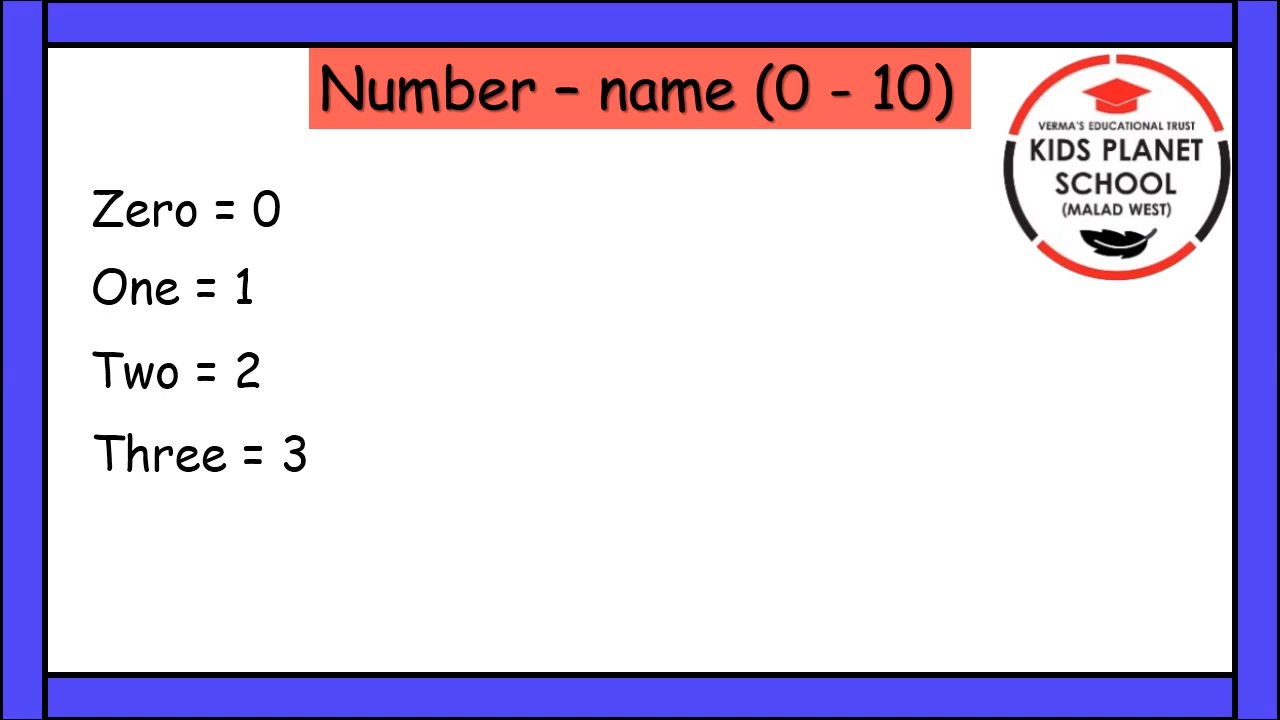 Number – name (0 - 10)
VERMA'S EDUCATIONAL TRUST
KIDS PLANET
SCHOOL
(MALAD WEST)
Zero = 0
One = 1
Two = 2
Three = 3